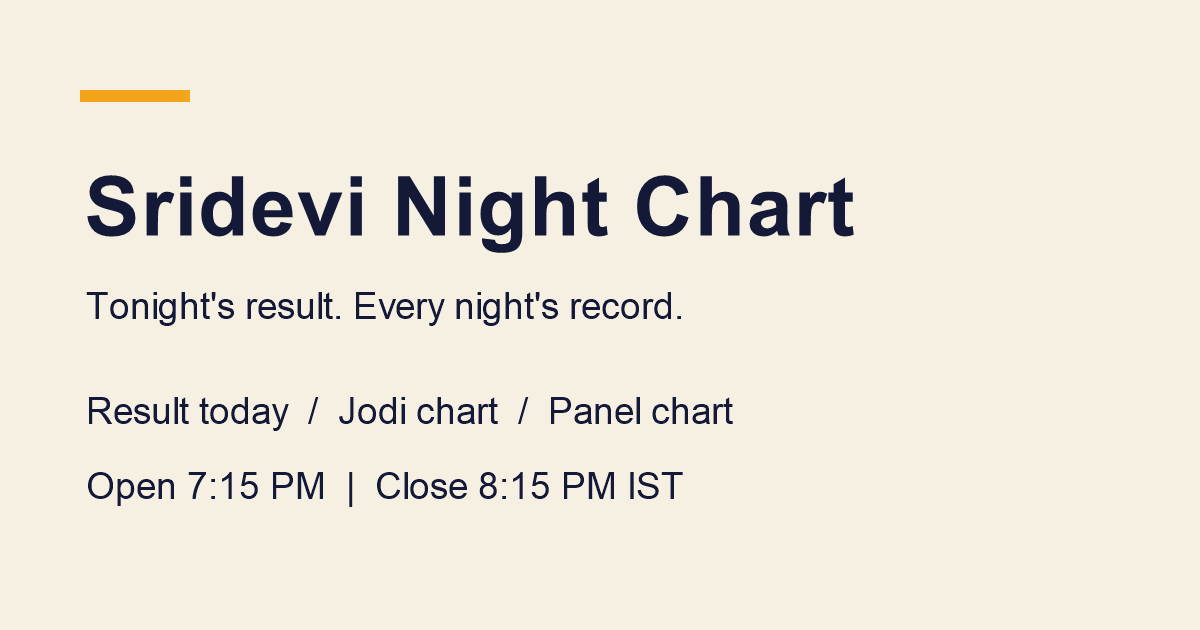 Sridevi Night Chart
Tonight's result. Every night's record.
Result today / Jodi chart / Panel chart
Open 7:15 PM | Close 8:15 PM IST